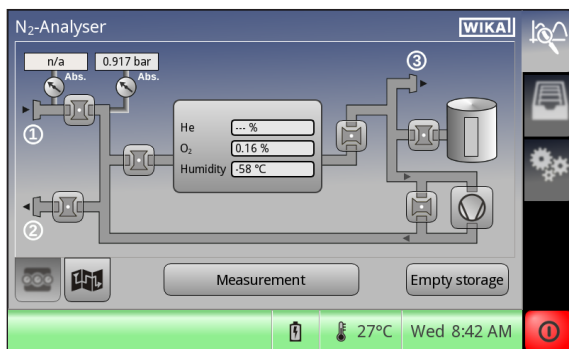 N₂-Analyser
WIKA
n/a
0.917 bar
Abs.
Abs.
③
①
He
--- %
O₂
0.16 %
Humidity
-58 °C
②
Measurement
Empty storage
27°C
Wed 8:42 AM